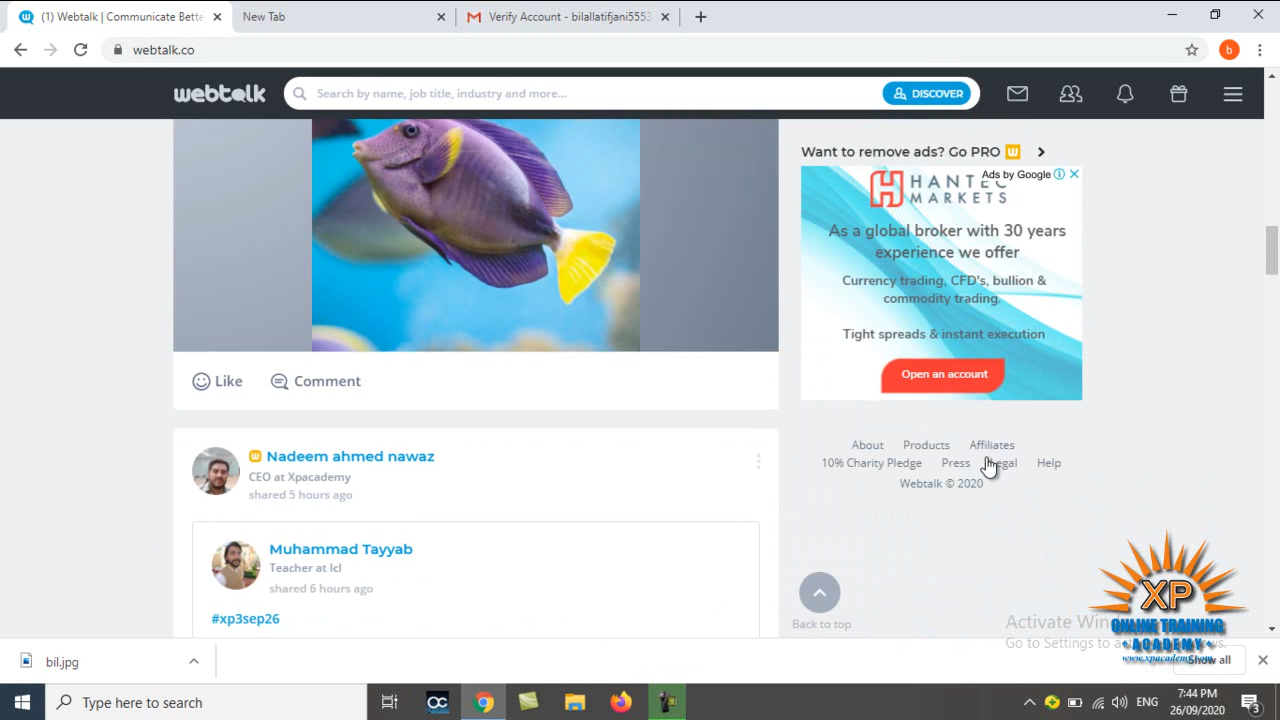 (1) Webtalk | Communicate Bette
New Tab
Verify Account - bilallatifjani5553
webtalk.co
b
webtalk
Search by name, job title, industry and more...
DISCOVER
Want to remove ads? Go PRO
Ads by Google
HANTEC
MARKETS
As a global broker with 30 years
experience we offer
Currency trading, CFD's, bullion &
commodity trading.
Tight spreads & instant execution
Open an account
Like
Comment
About
Products
Affiliates
10% Charity Pledge
Press
Help
Webtalk © 2020
Nadeem ahmed nawaz
CEO at Xpacademy
shared 5 hours ago
Muhammad Tayyab
Teacher at Icl
shared 6 hours ago
#xp3sep26
Back to top
XP
ONLINE TRAINING
ACADEMY
www.xpacademy.com
Activate Win
Go to Settings to
bil.jpg
Show all
Type here to search
ENG
7:44 PM
26/09/2020
3